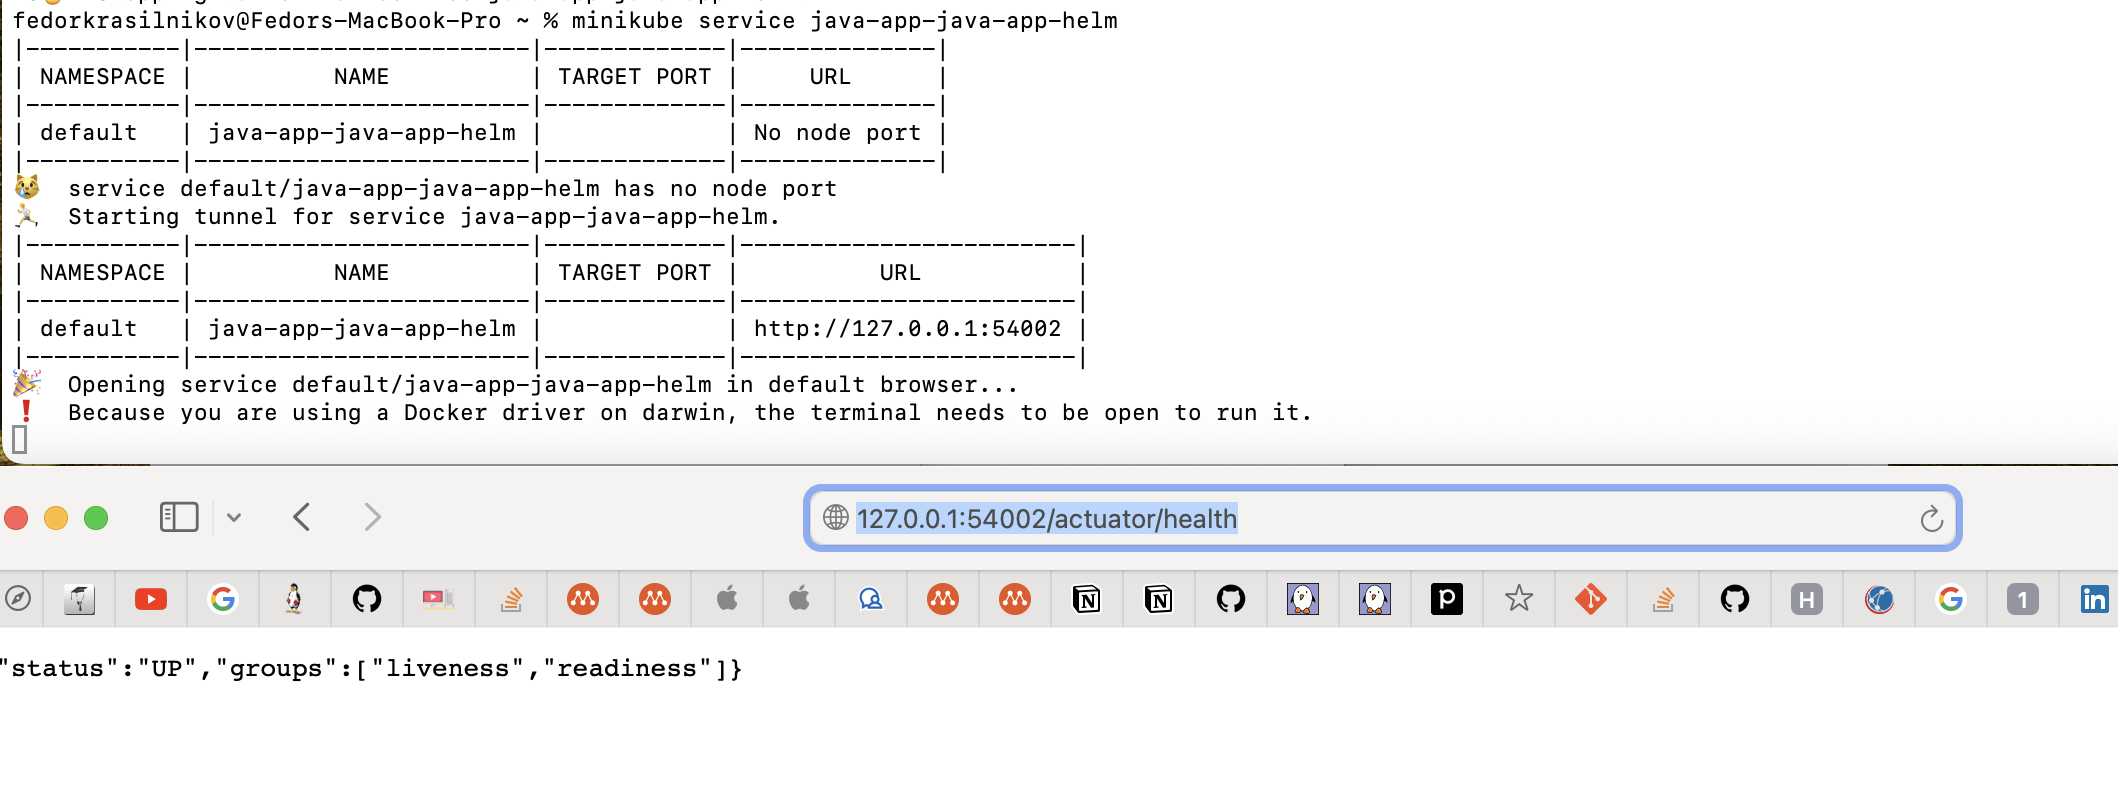 fedorkrasilnikov@Fedors-MacBook-Pro ~ % minikube service java-app-java-app-helm
|-----------|------------------------|-------------|--------------|
| NAMESPACE | NAME | TARGET PORT | URL |
|-----------|------------------------|-------------|--------------|
| default | java-app-java-app-helm | | No node port |
|-----------|------------------------|-------------|--------------|
😿 service default/java-app-java-app-helm has no node port
🏃 Starting tunnel for service java-app-java-app-helm.
|-----------|------------------------|-------------|------------------------|
| NAMESPACE | NAME | TARGET PORT | URL |
|-----------|------------------------|-------------|------------------------|
| default | java-app-java-app-helm | | http://127.0.0.1:54002 |
|-----------|------------------------|-------------|------------------------|
🎉 Opening service default/java-app-java-app-helm in default browser...
❗ Because you are using a Docker driver on darwin, the terminal needs to be open to run it.
127.0.0.1:54002/actuator/health
N N p H G 1 in
"status":"UP","groups":["liveness","readiness"]}